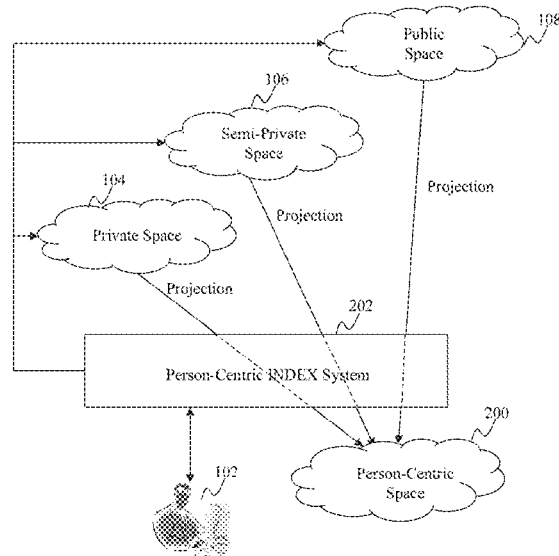 Public
Space
108
106
Semi-Private
Space
104
Private Space
Projection
Projection
Projection
202
Person-Centric INDEX System
200
Person-Centric
Space
102